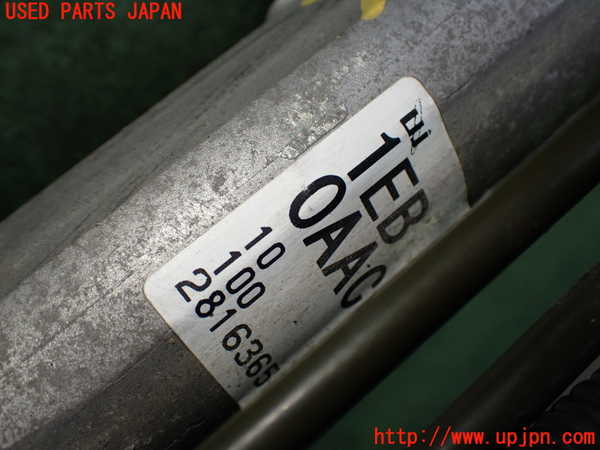 USED PARTS JAPAN
1EB
0AAC
10
100
2816365
http://www.upjpn.com/